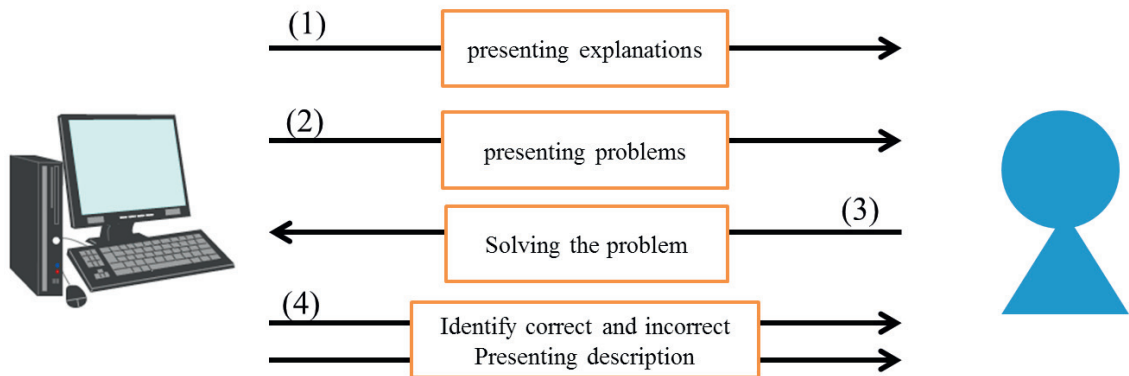 (1)
presenting explanations
(2)
presenting problems
(3)
Solving the problem
(4)
Identify correct and incorrect
Presenting description